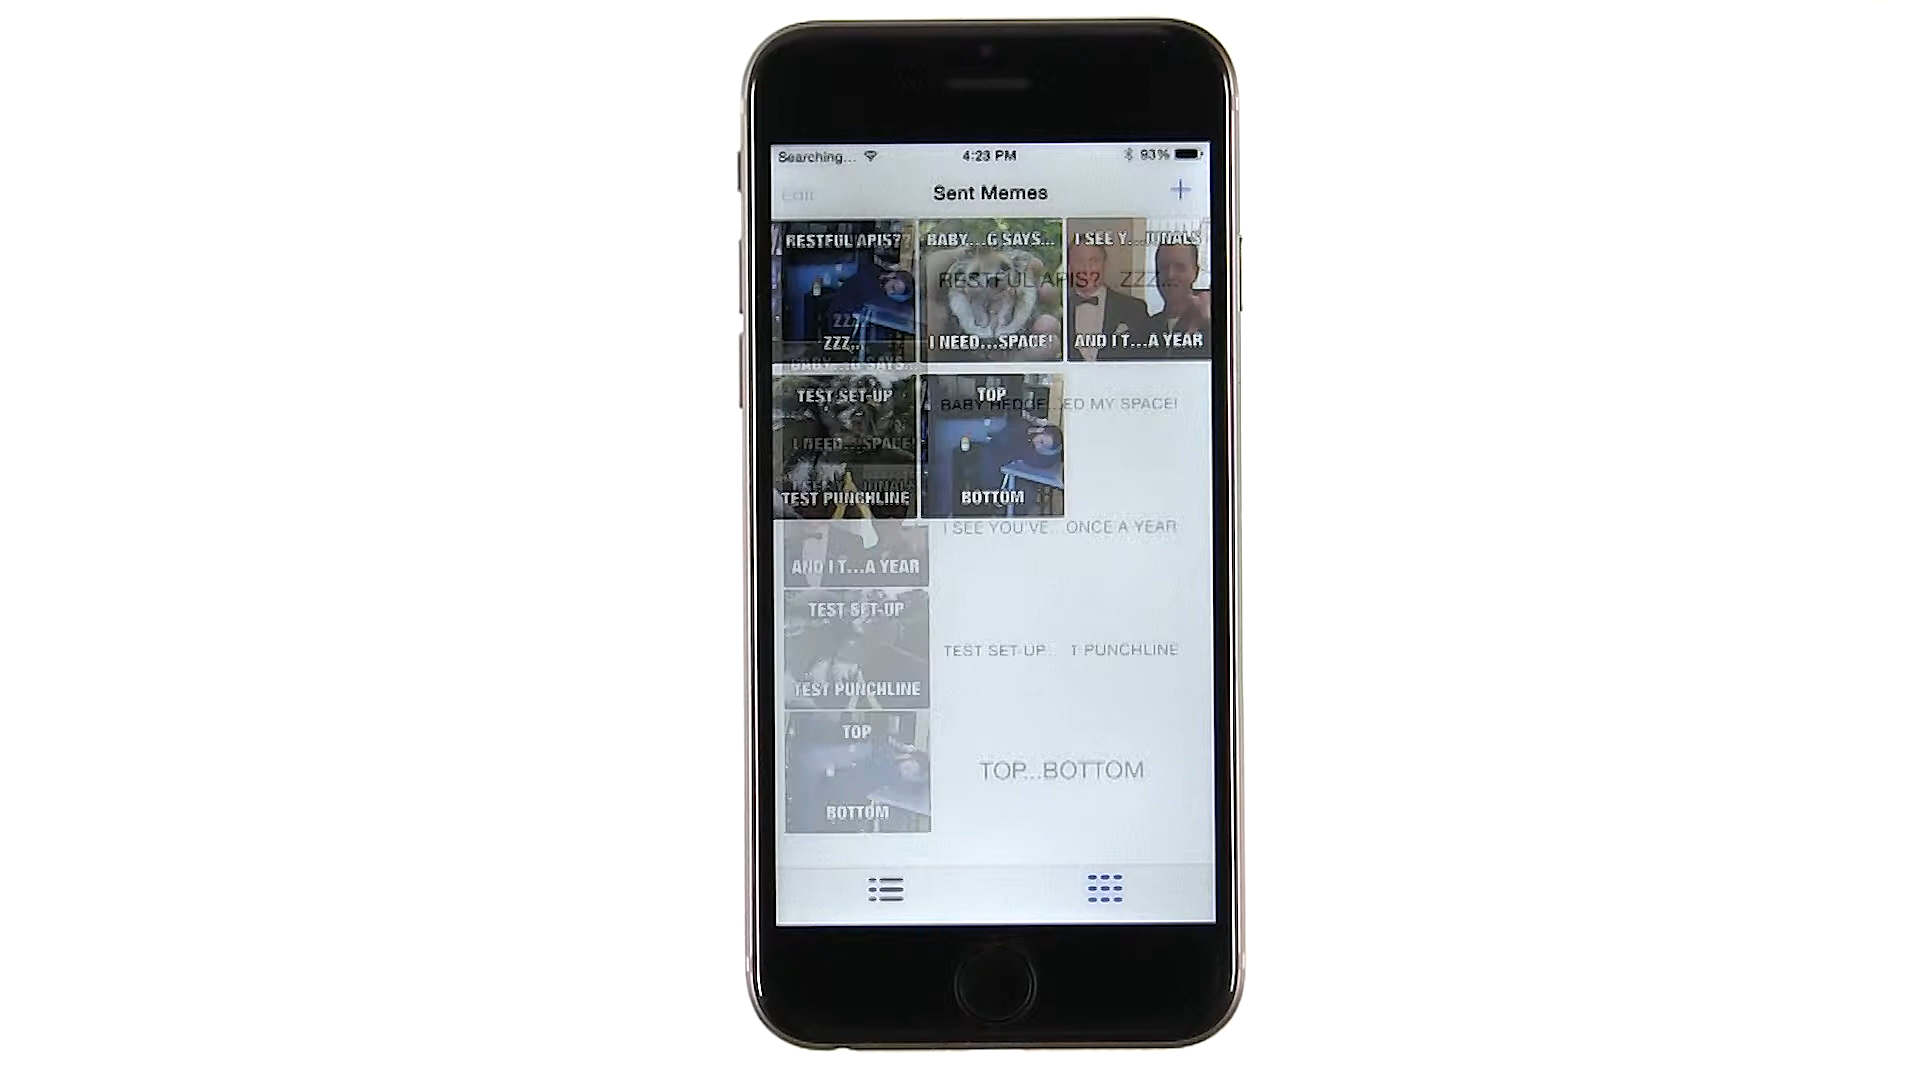 Searching... 4:23 PM 93%
Edit Sent Memes +
RESTFUL APIS?? BABY...G SAYS... I SEE Y...IONALS
RESTFUL APIS? ZZZ...
ZZZ...
ZZZ... I NEED...SPACE! AND I T...A YEAR
BABY...G SAYS...
TEST SET-UP TOP
BABY HEDGE...ED MY SPACE!
I NEED...SPACE!
I SEE Y...IONALS
TEST PUNCHLINE BOTTOM
I SEE YOU'VE...ONCE A YEAR
AND I T...A YEAR
TEST SET-UP
TEST SET-UP... T PUNCHLINE
TEST PUNCHLINE
TOP
TOP...BOTTOM
BOTTOM